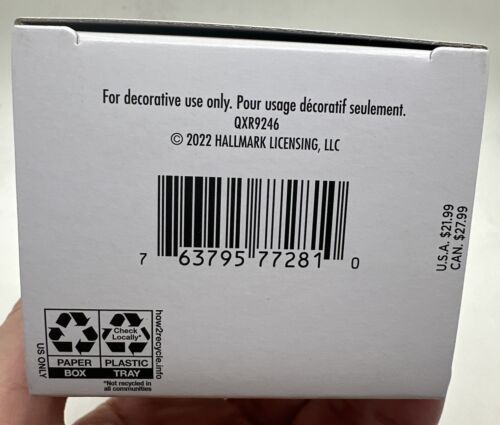 For decorative use only. Pour usage décoratif seulement.
QXR9246
© 2022 HALLMARK LICENSING, LLC
7 63795 77281 0
U.S.A. $21.99
CAN. $27.99
US ONLY
PAPER
BOX
Check
Locally*
PLASTIC
TRAY
*Not recycled in
all communities
how2recycle.info